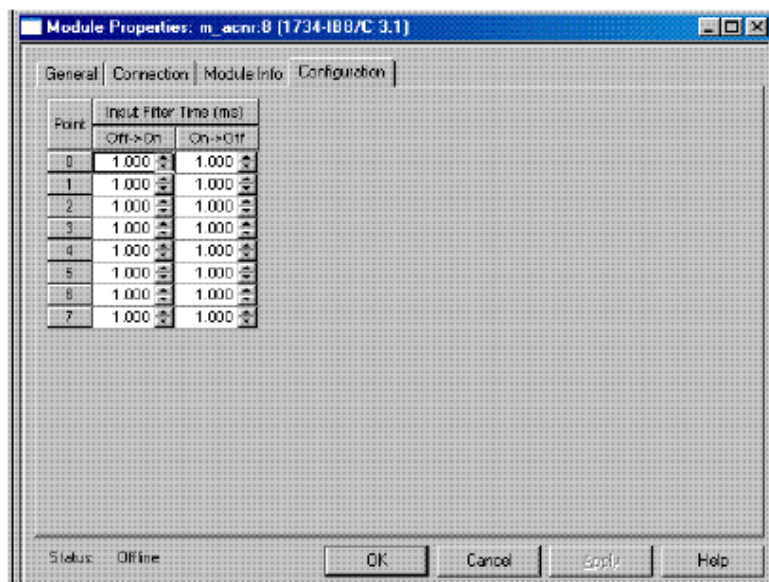 Module Properties: m_acnr:8 (1734-IB8/C 3.1)
General Connection Module Info Configuration
Point Input Filter Time (ms)
Off->On On->Off
0 1.000 1.000
1 1.000 1.000
2 1.000 1.000
3 1.000 1.000
4 1.000 1.000
5 1.000 1.000
6 1.000 1.000
7 1.000 1.000
Status: Offline OK Cancel Apply Help